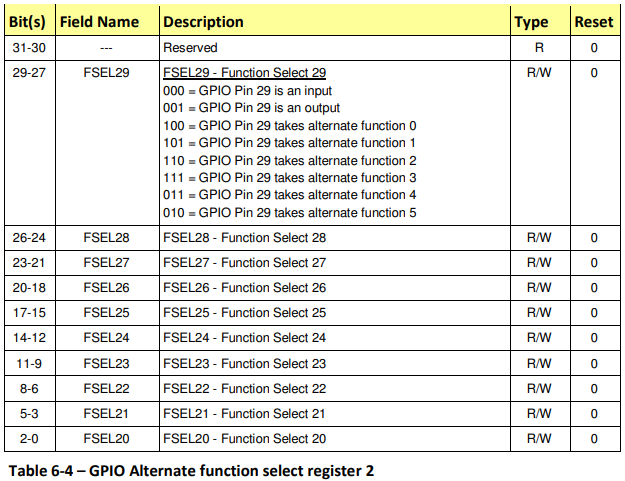 Bit(s) Field Name Description Type Reset
31-30 --- Reserved R 0
29-27 FSEL29 FSEL29 - Function Select 29 R/W 0
000 = GPIO Pin 29 is an input
001 = GPIO Pin 29 is an output
100 = GPIO Pin 29 takes alternate function 0
101 = GPIO Pin 29 takes alternate function 1
110 = GPIO Pin 29 takes alternate function 2
111 = GPIO Pin 29 takes alternate function 3
011 = GPIO Pin 29 takes alternate function 4
010 = GPIO Pin 29 takes alternate function 5
26-24 FSEL28 FSEL28 - Function Select 28 R/W 0
23-21 FSEL27 FSEL27 - Function Select 27 R/W 0
20-18 FSEL26 FSEL26 - Function Select 26 R/W 0
17-15 FSEL25 FSEL25 - Function Select 25 R/W 0
14-12 FSEL24 FSEL24 - Function Select 24 R/W 0
11-9 FSEL23 FSEL23 - Function Select 23 R/W 0
8-6 FSEL22 FSEL22 - Function Select 22 R/W 0
5-3 FSEL21 FSEL21 - Function Select 21 R/W 0
2-0 FSEL20 FSEL20 - Function Select 20 R/W 0
Table 6-4 – GPIO Alternate function select register 2